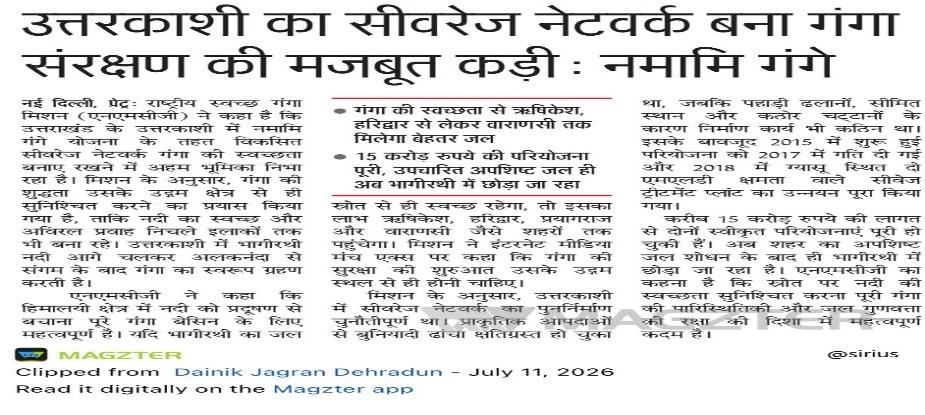 उत्तरकाशी का सीवरेज नेटवर्क बना गंगा
संरक्षण की मजबूत कड़ी : नमामि गंगे
नई दिल्ली, प्रेट्र: राष्ट्रीय स्वच्छ गंगा
मिशन (एनएमसीजी) ने कहा है कि
उत्तराखंड के उत्तरकाशी में नमामि
गंगे योजना के तहत विकसित
सीवरेज नेटवर्क गंगा की स्वच्छता
बनाए रखने में अहम भूमिका निभा
रहा है। मिशन के अनुसार, गंगा की
शुद्धता उसके उद्गम क्षेत्र से ही
सुनिश्चित करने का प्रयास किया
गया है, ताकि नदी का स्वच्छ और
अविरल प्रवाह निचले इलाकों तक
भी बना रहे। उत्तरकाशी में भागीरथी
नदी आगे चलकर अलकनंदा से
संगम के बाद गंगा का स्वरूप ग्रहण
करती है।
एनएमसीजी ने कहा कि
हिमालयी क्षेत्र में नदी को प्रदूषण से
बचाना पूरे गंगा बेसिन के लिए
महत्वपूर्ण है। यदि भागीरथी का जल
● गंगा की स्वच्छता से ऋषिकेश,
हरिद्वार से लेकर वाराणसी तक
मिलेगा बेहतर जल
● 15 करोड़ रुपये की परियोजना
पूरी, उपचारित अपशिष्ट जल ही
अब भागीरथी में छोड़ा जा रहा
स्रोत से ही स्वच्छ रहेगा, तो इसका
लाभ ऋषिकेश, हरिद्वार, प्रयागराज
और वाराणसी जैसे शहरों तक
पहुंचेगा। मिशन ने इंटरनेट मीडिया
मंच एक्स पर कहा कि गंगा की
सुरक्षा की शुरुआत उसके उद्गम
स्थल से ही होनी चाहिए।
मिशन के अनुसार, उत्तरकाशी
में सीवरेज नेटवर्क का पुनर्निर्माण
चुनौतीपूर्ण था। प्राकृतिक आपदाओं
से बुनियादी ढांचा क्षतिग्रस्त हो चुका
था, जबकि पहाड़ी ढलानों, सीमित
स्थान और कठोर चट्टानों के
कारण निर्माण कार्य भी कठिन था।
इसके बावजूद 2015 में शुरू हुई
परियोजना को 2017 में गति दी गई
और 2018 में ग्यासू स्थित दो
एमएलडी क्षमता वाले सीवेज
ट्रीटमेंट प्लांट का उन्नयन पूरा किया
गया।
करीब 15 करोड़ रुपये की लागत
से दोनों स्वीकृत परियोजनाएं पूरी हो
चुकी हैं। अब शहर का अपशिष्ट
जल शोधन के बाद ही भागीरथी में
छोड़ा जा रहा है। एनएमसीजी का
कहना है कि स्रोत पर नदी की
स्वच्छता सुनिश्चित करना पूरी गंगा
की पारिस्थितिकी और जल गुणवत्ता
की रक्षा की दिशा में महत्वपूर्ण
कदम है।
MAGZTER
MAGZTER
@sirius
Clipped from Dainik Jagran Dehradun - July 11, 2026
Read it digitally on the Magzter app